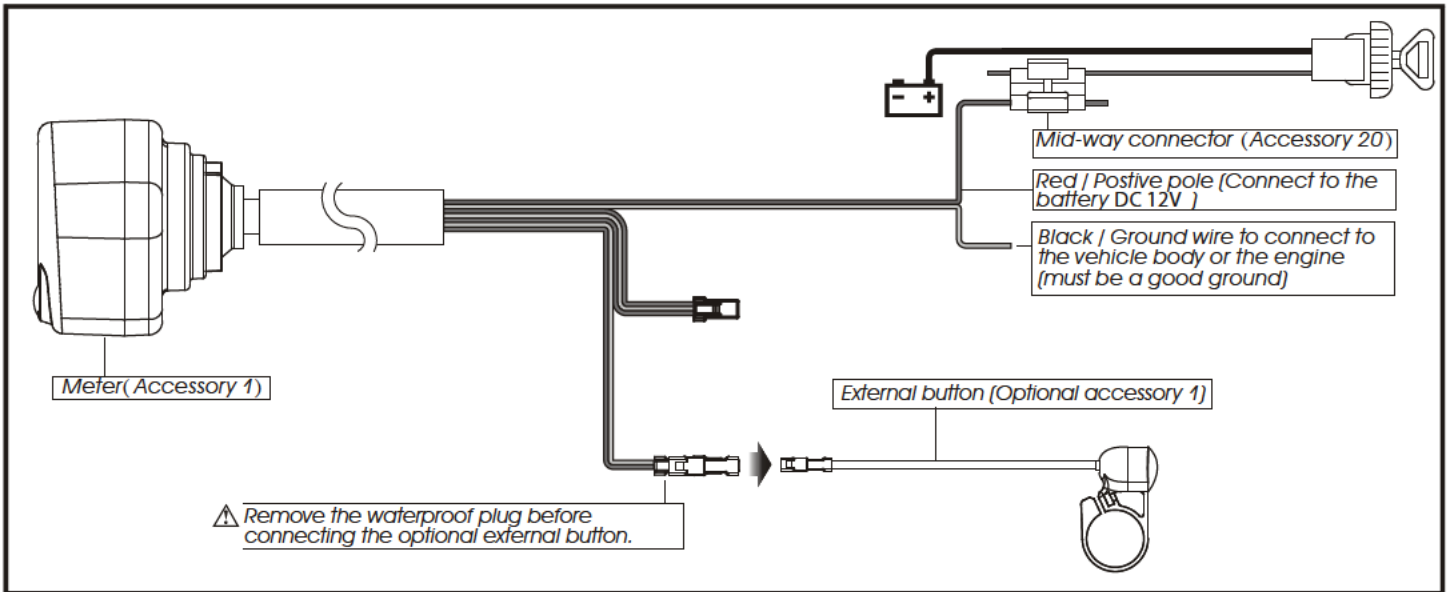 - +
Mid-way connector (Accessory 20)
Red / Postive pole (Connect to the
battery DC 12V )
Black / Ground wire to connect to
the vehicle body or the engine
(must be a good ground)
Meter(Accessory 1)
External button (Optional accessory 1)
Remove the waterproof plug before
connecting the optional external button.